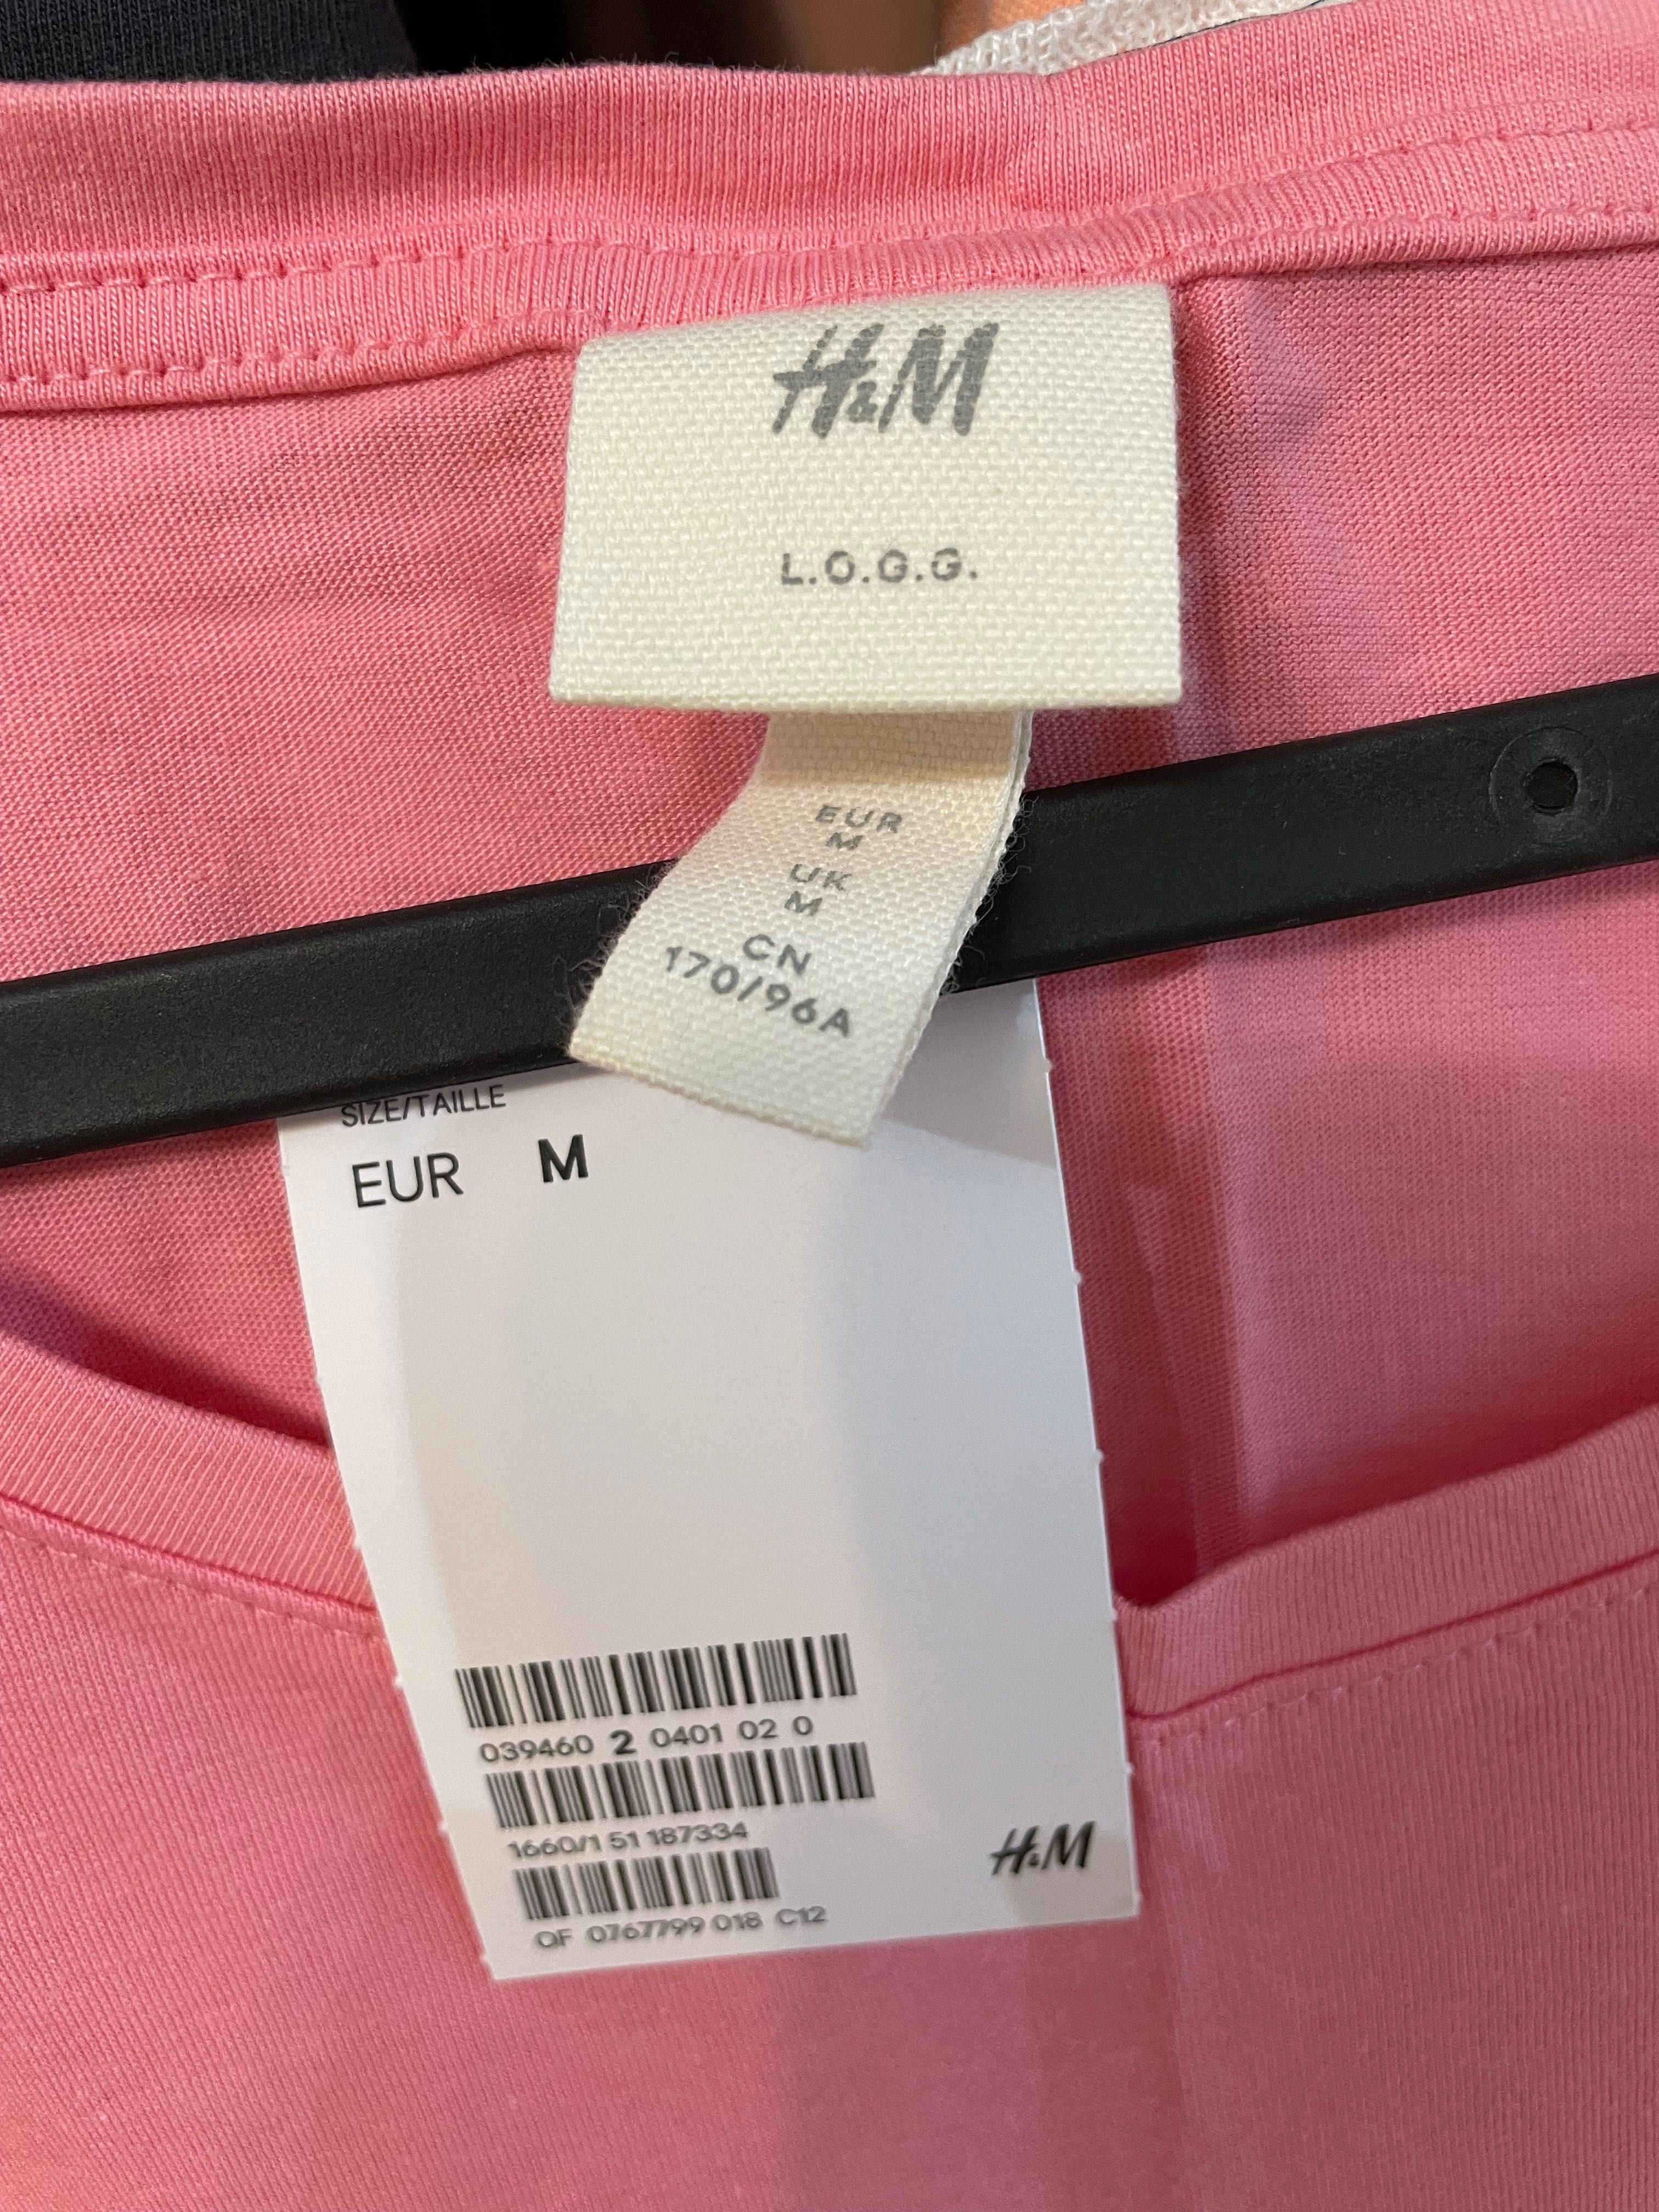 H&M
L.O.G.G.
EUR
M
UK
M
CN
170/96A
SIZE/TAILLE
EUR M
039460 2 0401 02 0
1660/1 51 187334
H&M
QF 0767799 018 C12